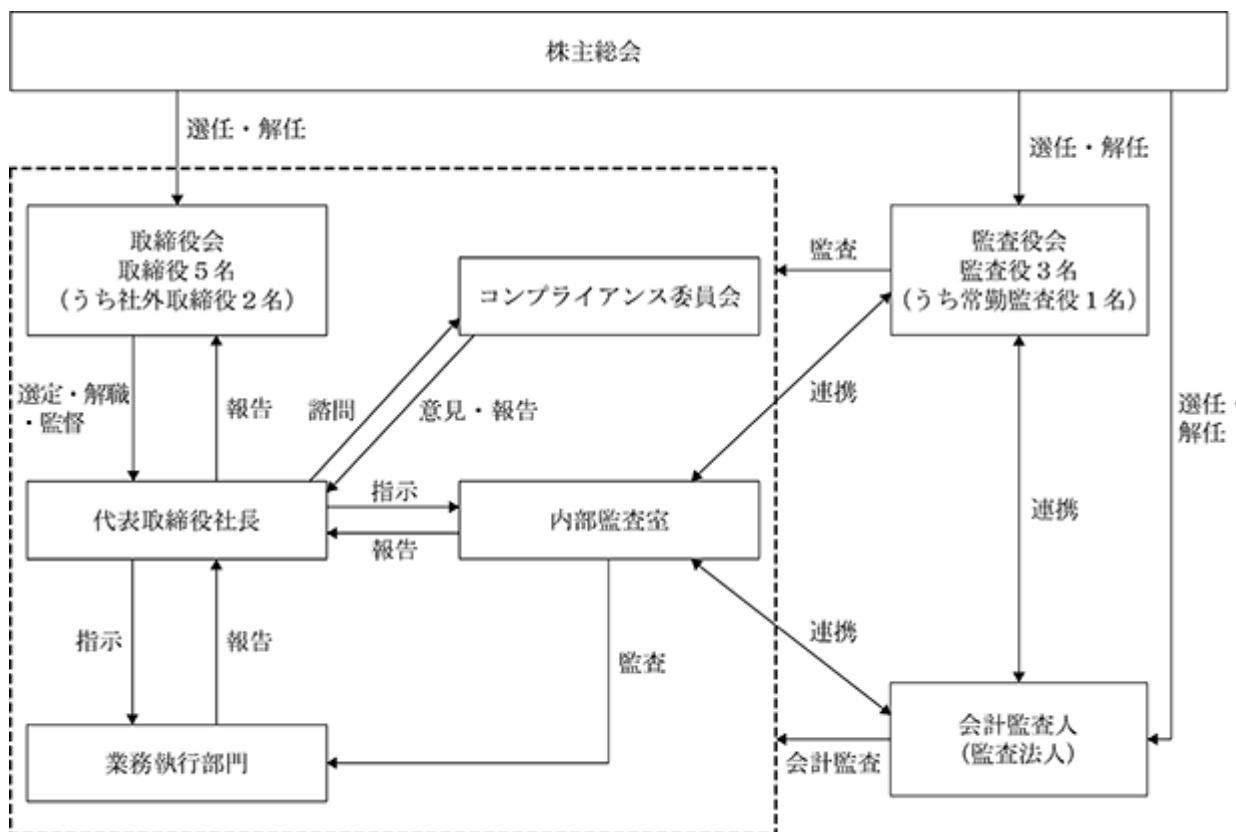 株主総会
選任・解任
選任・解任
取締役会
取締役5名
(うち社外取締役2名)
コンプライアンス委員会
監査
監査役会
監査役3名
(うち常勤監査役1名)
選定・解職
・監督
報告
諮問
意見・報告
連携
選任・
解任
代表取締役社長
指示
報告
内部監査室
連携
指示
報告
監査
連携
業務執行部門
会計監査
会計監査人
(監査法人)